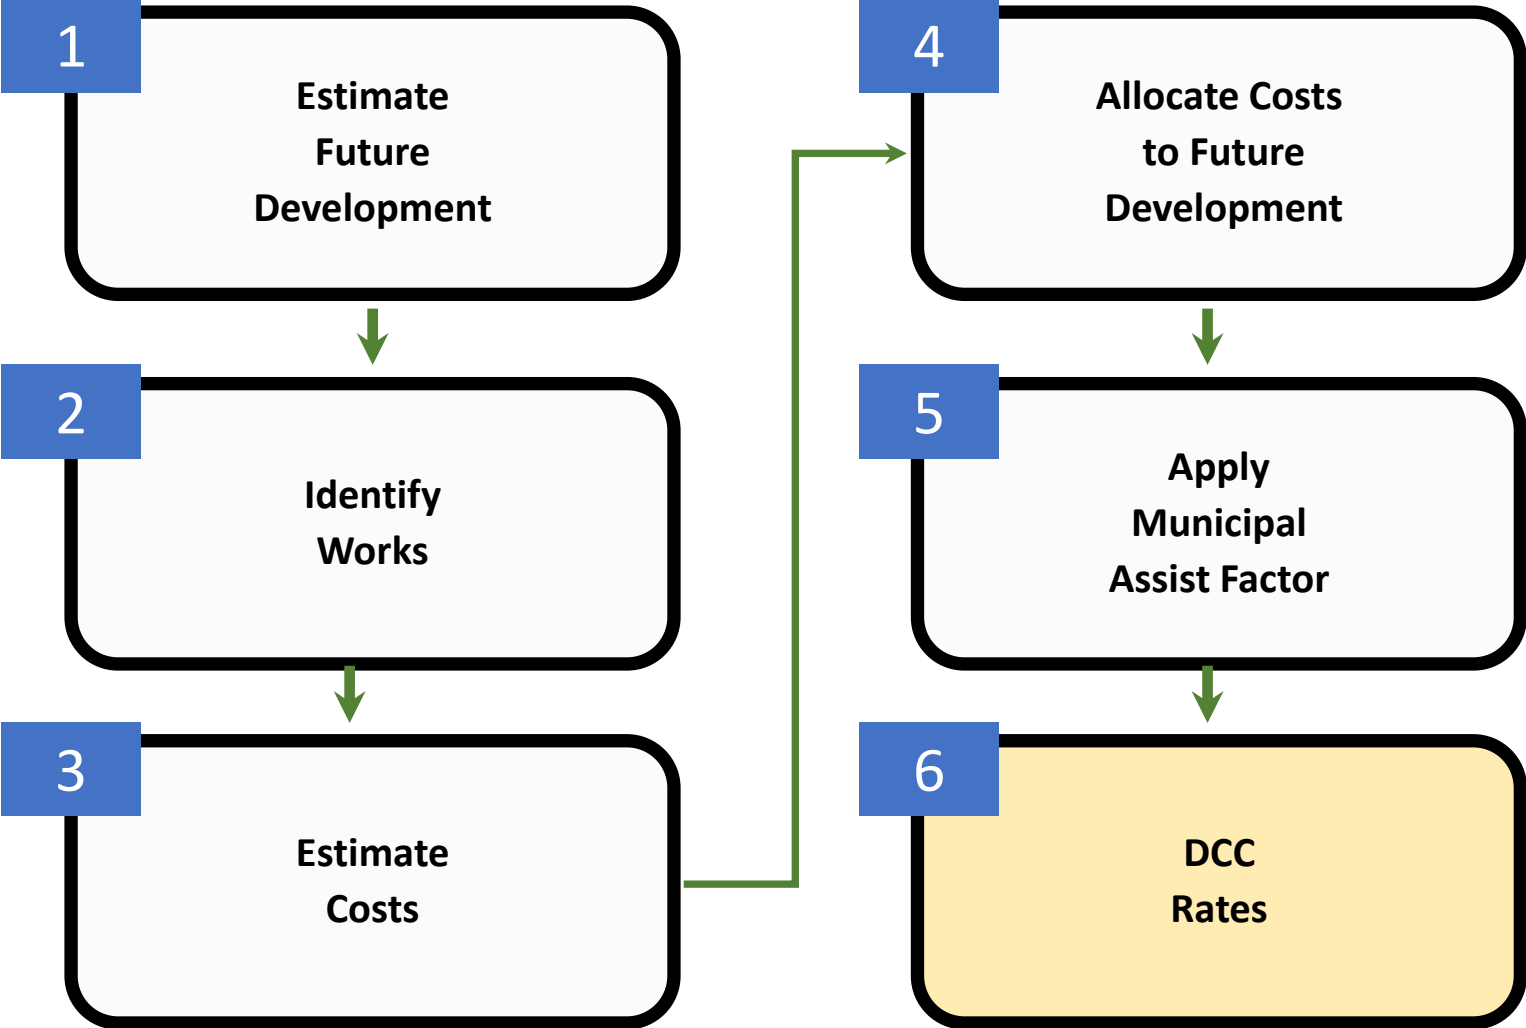 1
Estimate
Future
Development
2
Identify
Works
3
Estimate
Costs
4
Allocate Costs
to Future
Development
5
Apply
Municipal
Assist Factor
6
DCC
Rates